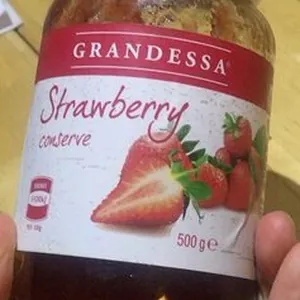 GRANDESSA
Strawberry
conserve
500g e